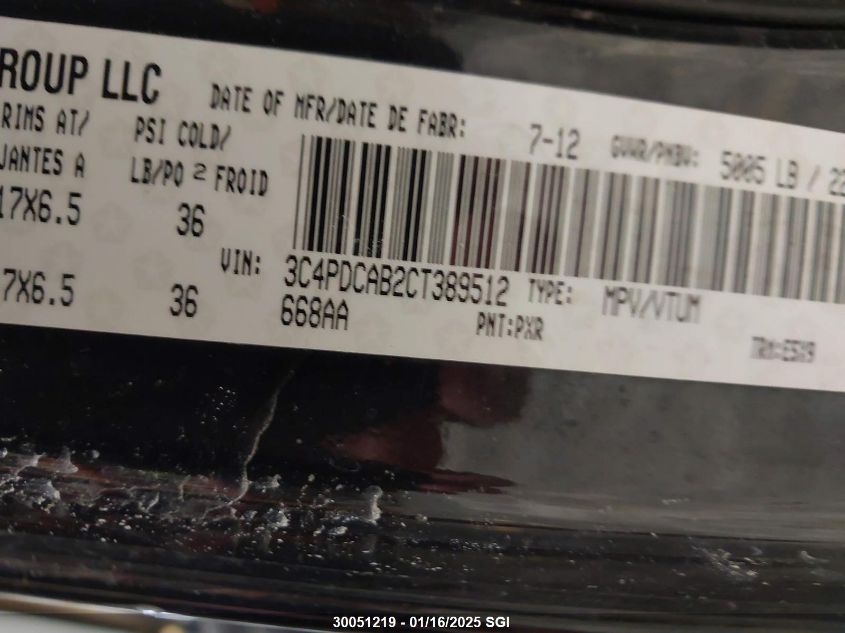 ROUP LLC
DATE OF MFR/DATE DE FABR: 7-12 GVWR/PNBV: 5005 LB / 22
RIMS AT/ PSI COLD/
JANTES A LB/PO 2 FROID
17X6.5 36
VIN: 3C4PDCAB2CT389512 TYPE: MPV/VTUM
7X6.5 36 668AA PNT:PXR TRM:E5X9
30051219 - 01/16/2025 SGI